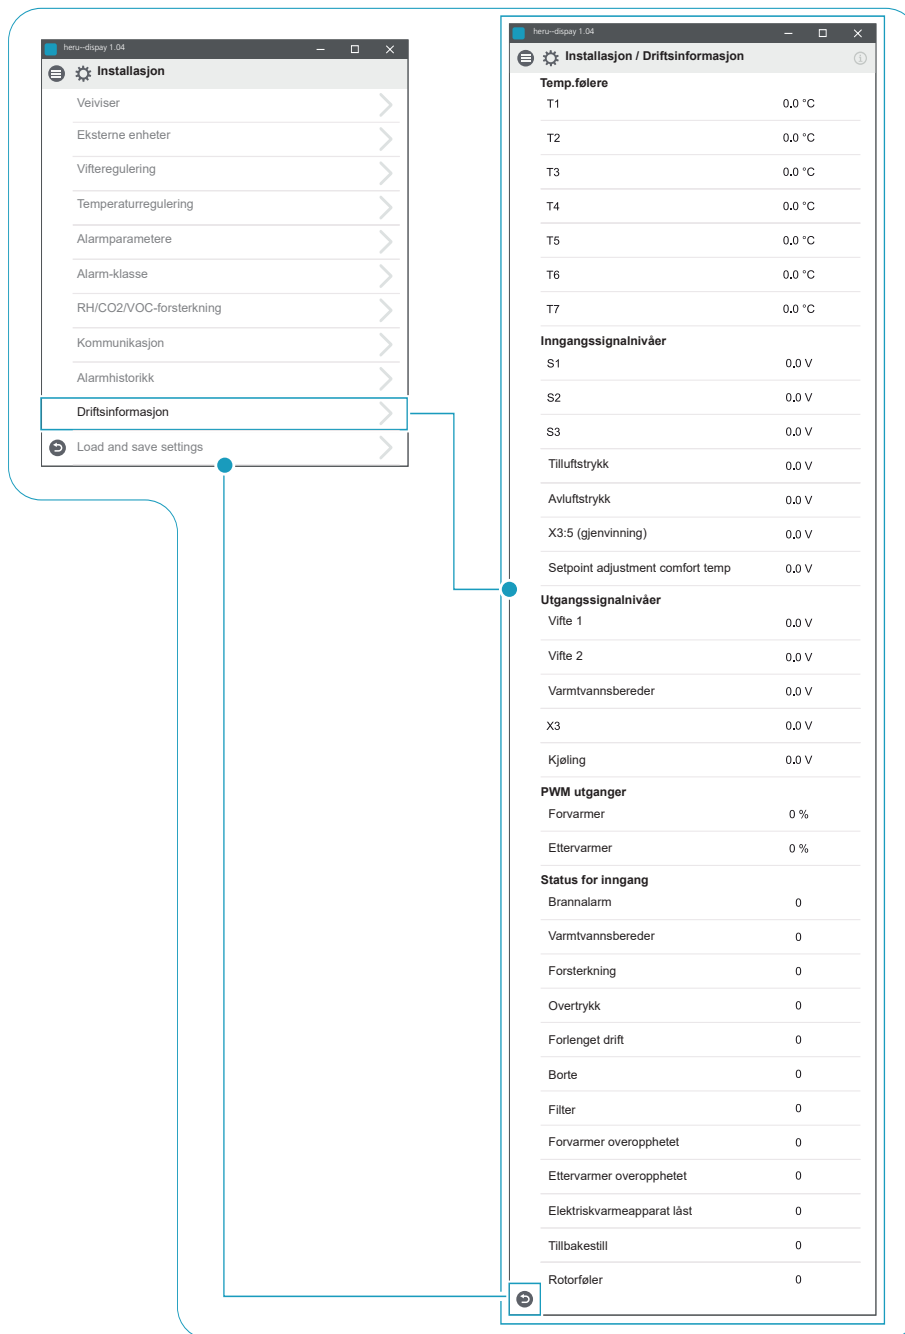 heru--dispay 1.04
Installasjon
Veiviser
Eksterne enheter
Vifteregulering
Temperaturregulering
Alarmparametere
Alarm-klasse
RH/CO2/VOC-forsterkning
Kommunikasjon
Alarmhistorikk
Driftsinformasjon
Load and save settings
heru--dispay 1.04
Installasjon / Driftsinformasjon
Temp.følere
T1 0.0 °C
T2 0.0 °C
T3 0.0 °C
T4 0.0 °C
T5 0.0 °C
T6 0.0 °C
T7 0.0 °C
Inngangssignalnivåer
S1 0.0 V
S2 0.0 V
S3 0.0 V
Tilluftstrykk 0.0 V
Avluftstrykk 0.0 V
X3:5 (gjenvinning) 0.0 V
Setpoint adjustment comfort temp 0.0 V
Utgangssignalnivåer
Vifte 1 0.0 V
Vifte 2 0.0 V
Varmtvannsbereder 0.0 V
X3 0.0 V
Kjøling 0.0 V
PWM utganger
Forvarmer 0 %
Ettervarmer 0 %
Status for inngang
Brannalarm 0
Varmtvannsbereder 0
Forsterkning 0
Overtrykk 0
Forlenget drift 0
Borte 0
Filter 0
Forvarmer overopphetet 0
Ettervarmer overopphetet 0
Elektriskvarmeapparat låst 0
Tillbakestill 0
Rotorføler 0